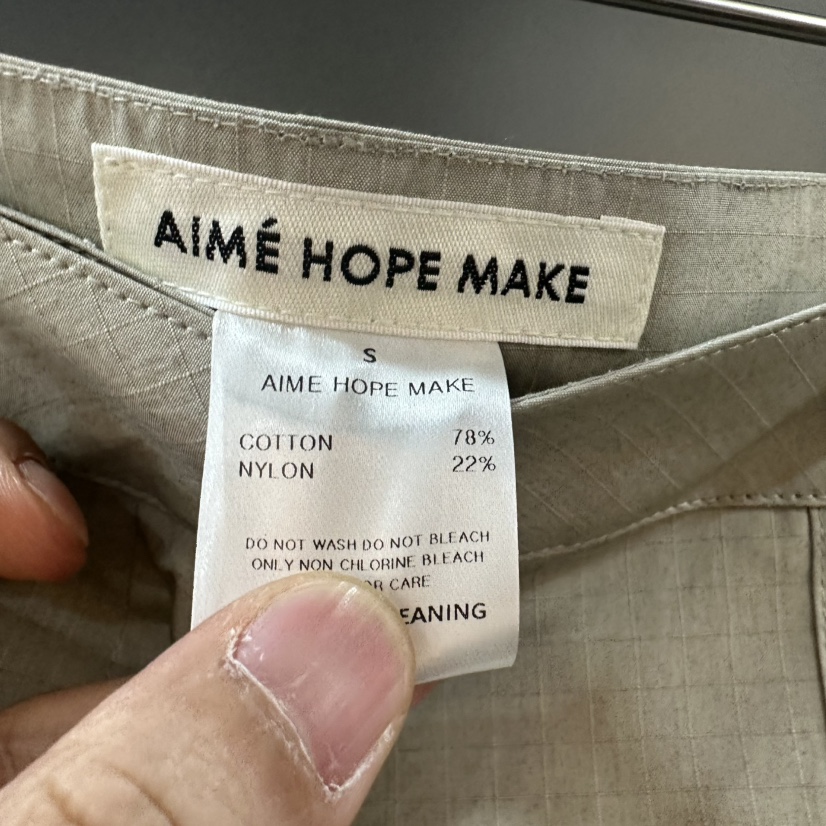 AIMÉ HOPE MAKE
S
AIME HOPE MAKE
COTTON 78%
NYLON 22%
DO NOT WASH DO NOT BLEACH
ONLY NON CHLORINE BLEACH
CARE